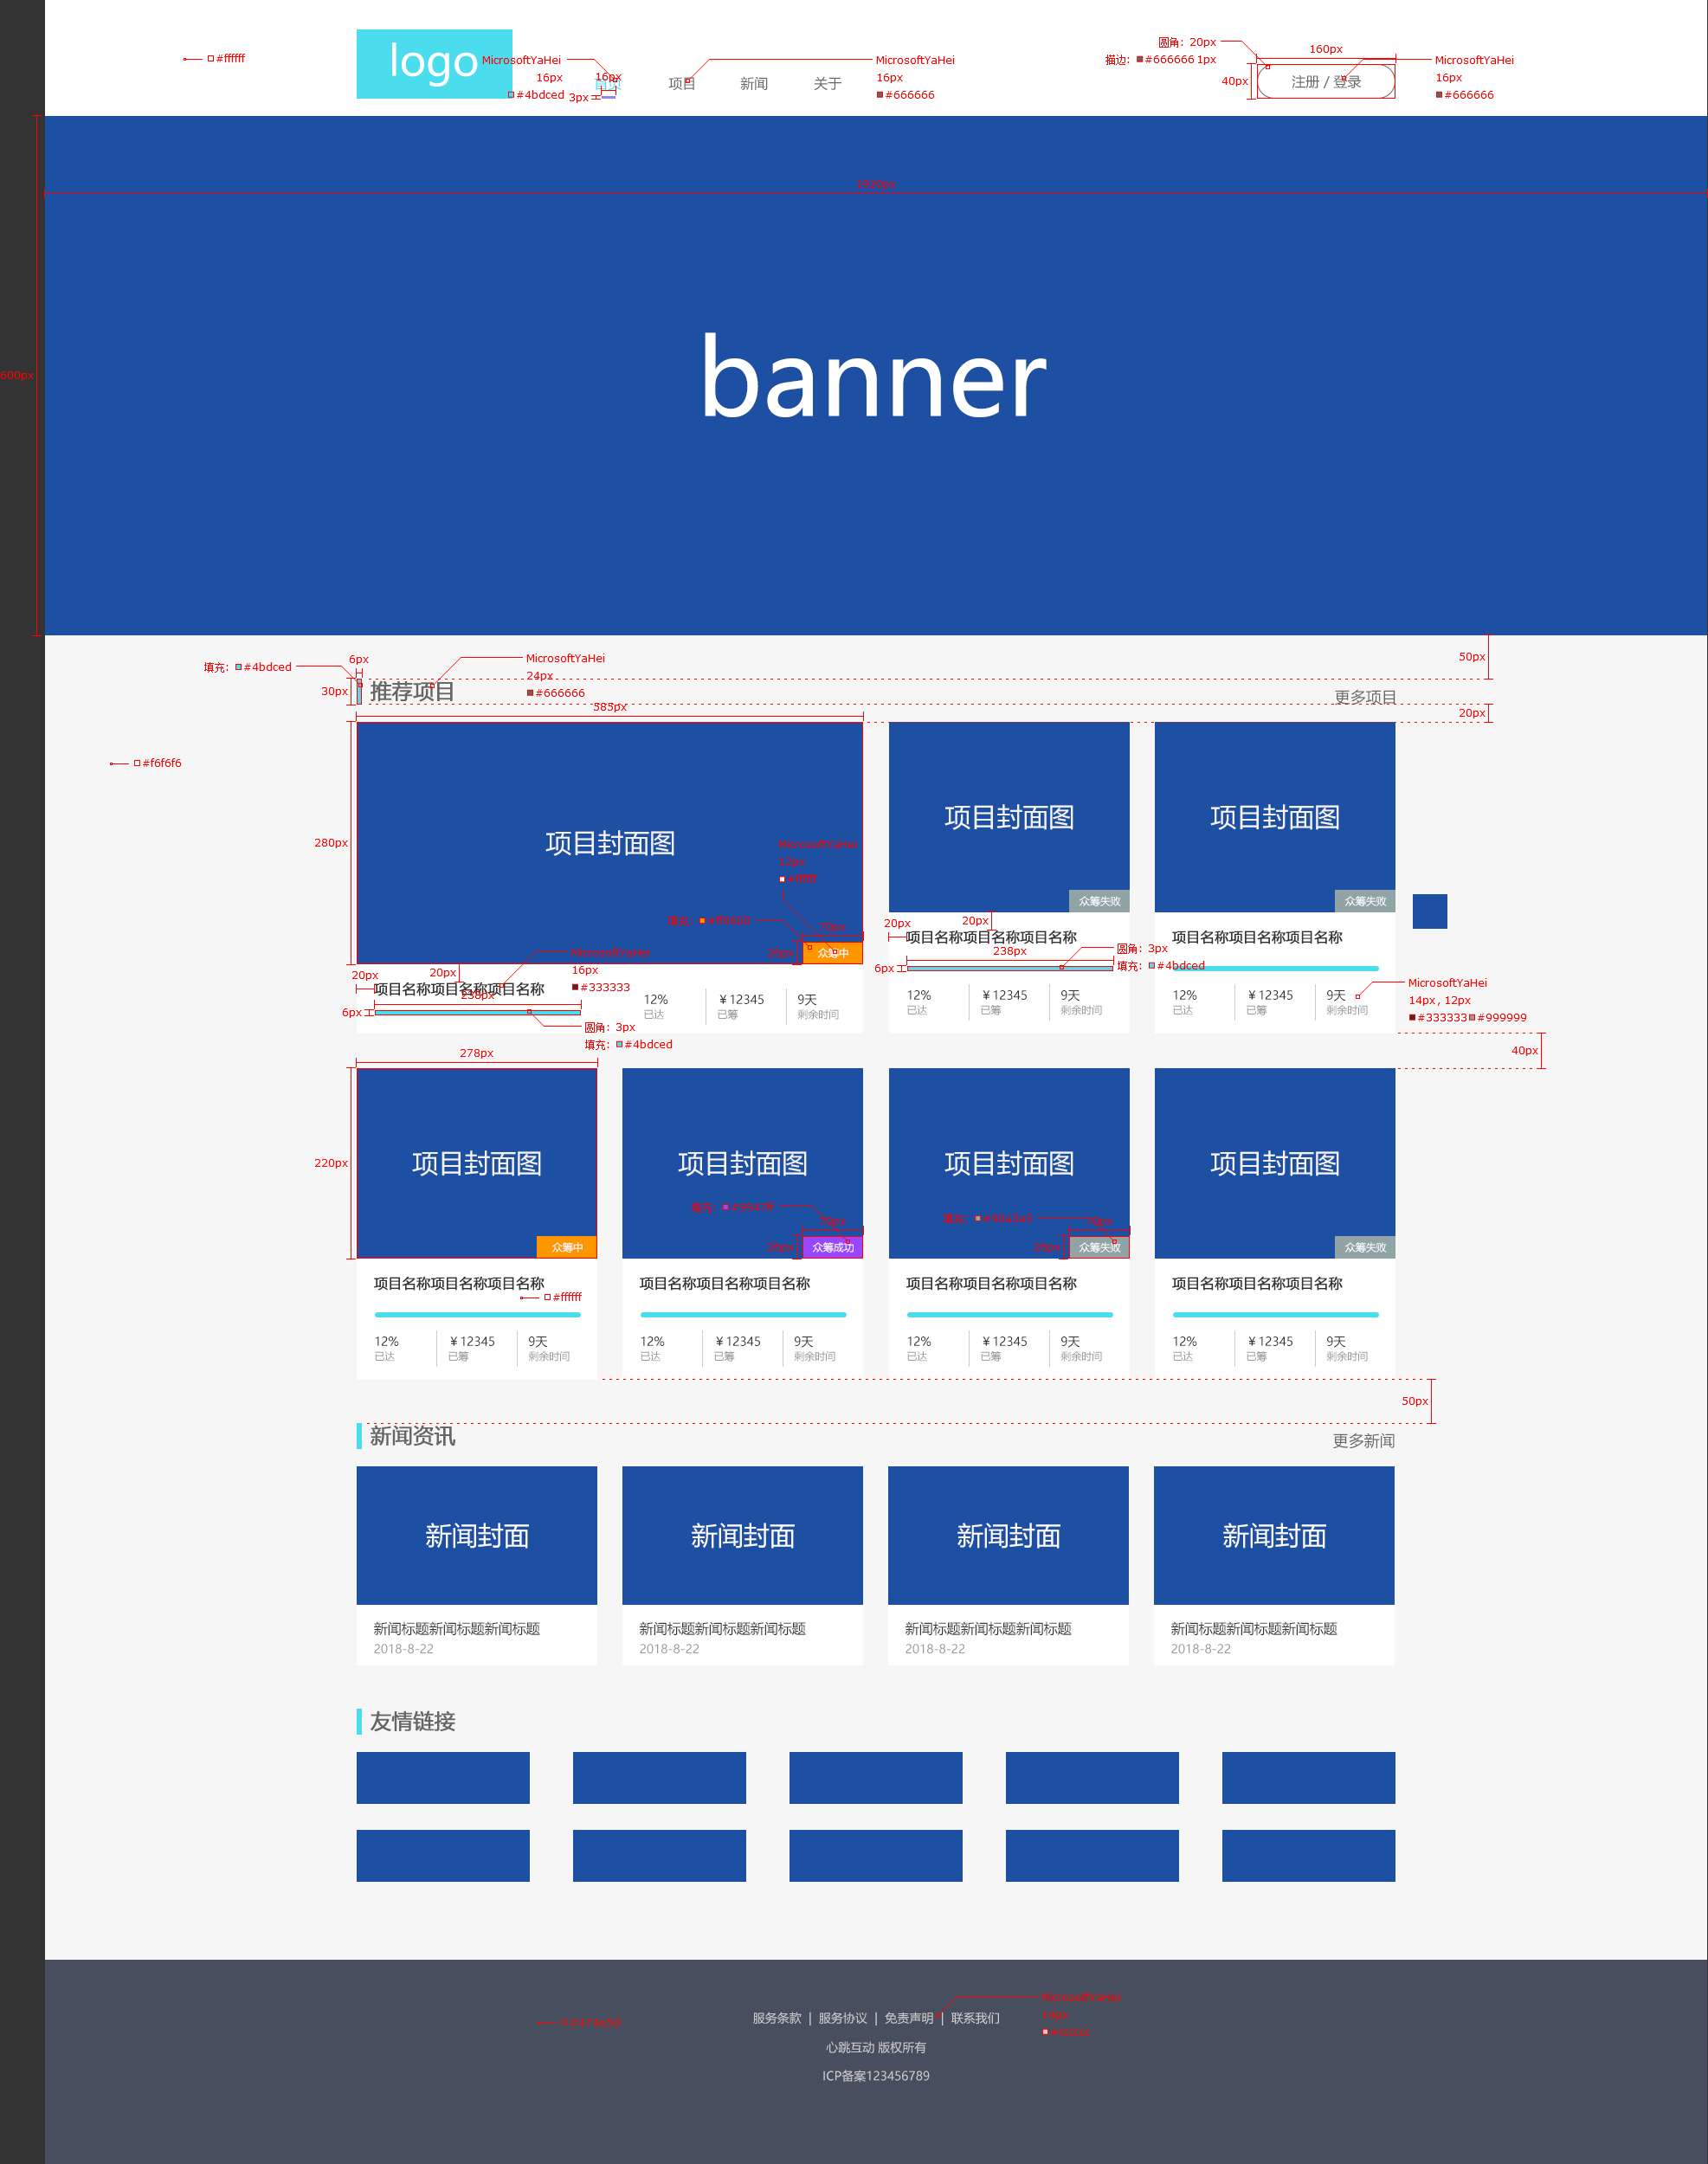 logo
#ffffff
MicrosoftYaHei
16px
#4bdced
16px
3px
首页
项目
新闻
关于
MicrosoftYaHei
16px
#666666
圆角：20px
描边：#666666 1px
160px
40px
注册 / 登录
MicrosoftYaHei
16px
#666666
1920px
600px
banner
50px
填充：#4bdced
6px
30px
推荐项目
MicrosoftYaHei
24px
#666666
更多项目
20px
585px
#f6f6f6
280px
项目封面图
MicrosoftYaHei
12px
#ffffff
70px
众筹中
项目封面图
众筹失败
项目封面图
众筹失败
20px
20px
项目名称项目名称项目名称
MicrosoftYaHei
16px
#333333
238px
6px
圆角：3px
填充：#4bdced
12%
已达
￥12345
已筹
9天
剩余时间
20px
20px
项目名称项目名称项目名称
238px
6px
圆角：3px
填充：#4bdced
12%
已达
￥12345
已筹
9天
剩余时间
项目名称项目名称项目名称
12%
已达
￥12345
已筹
9天
剩余时间
MicrosoftYaHei
14px , 12px
#333333 #999999
40px
278px
220px
项目封面图
众筹中
项目封面图
填充：
70px
众筹成功
项目封面图
填充：
70px
众筹失败
项目封面图
众筹失败
项目名称项目名称项目名称
#ffffff
12%
已达
￥12345
已筹
9天
剩余时间
项目名称项目名称项目名称
12%
已达
￥12345
已筹
9天
剩余时间
项目名称项目名称项目名称
12%
已达
￥12345
已筹
9天
剩余时间
项目名称项目名称项目名称
12%
已达
￥12345
已筹
9天
剩余时间
50px
新闻资讯
更多新闻
新闻封面
新闻封面
新闻封面
新闻封面
新闻标题新闻标题新闻标题
2018-8-22
新闻标题新闻标题新闻标题
2018-8-22
新闻标题新闻标题新闻标题
2018-8-22
新闻标题新闻标题新闻标题
2018-8-22
友情链接
MicrosoftYaHei
14px
服务条款 | 服务协议 | 免责声明 | 联系我们
心跳互动 版权所有
ICP备案123456789